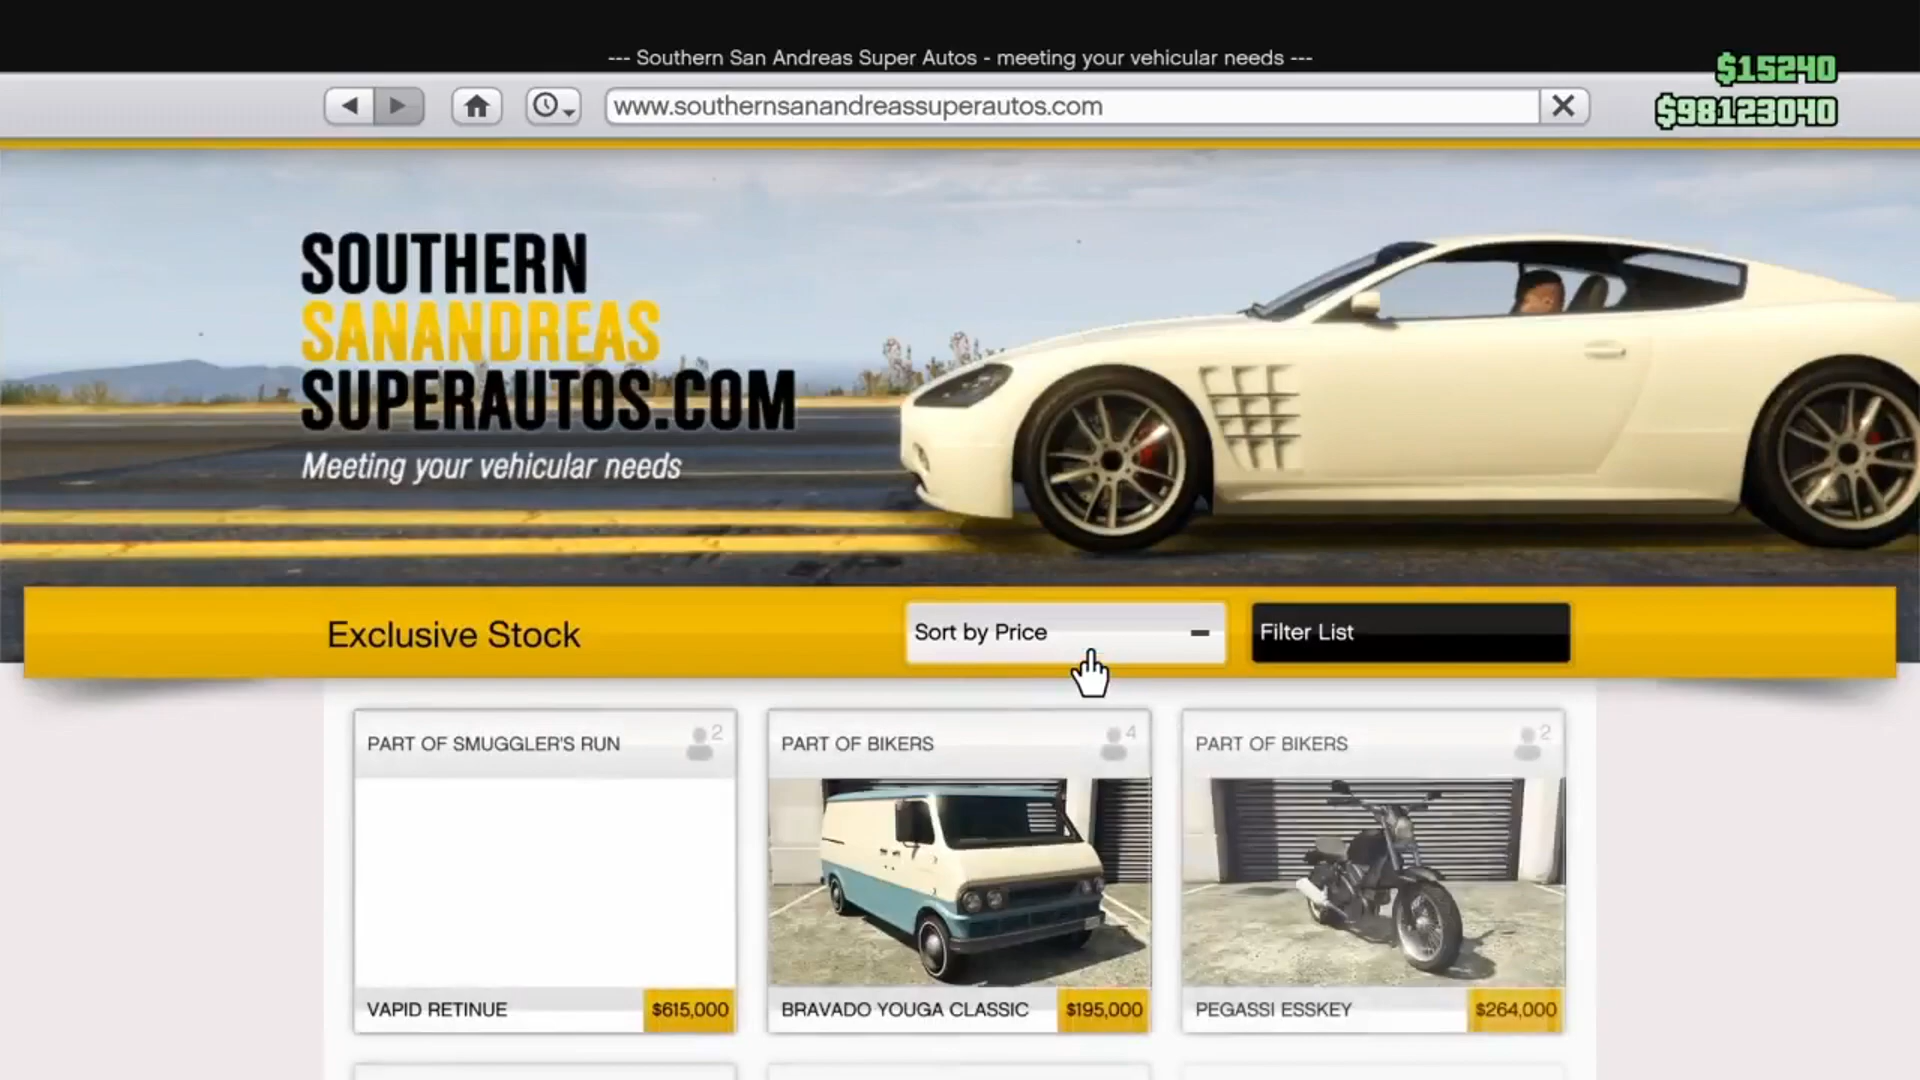 --- Southern San Andreas Super Autos - meeting your vehicular needs ---
$15240
www.southernsanandreassuperautos.com
$98123040
SOUTHERN
SANANDREAS
SUPERAUTOS.COM
Meeting your vehicular needs
Exclusive Stock
Sort by Price
Filter List
PART OF SMUGGLER'S RUN
2
PART OF BIKERS
4
PART OF BIKERS
2
VAPID RETINUE
$615,000
BRAVADO YOUGA CLASSIC
$195,000
PEGASSI ESSKEY
$264,000